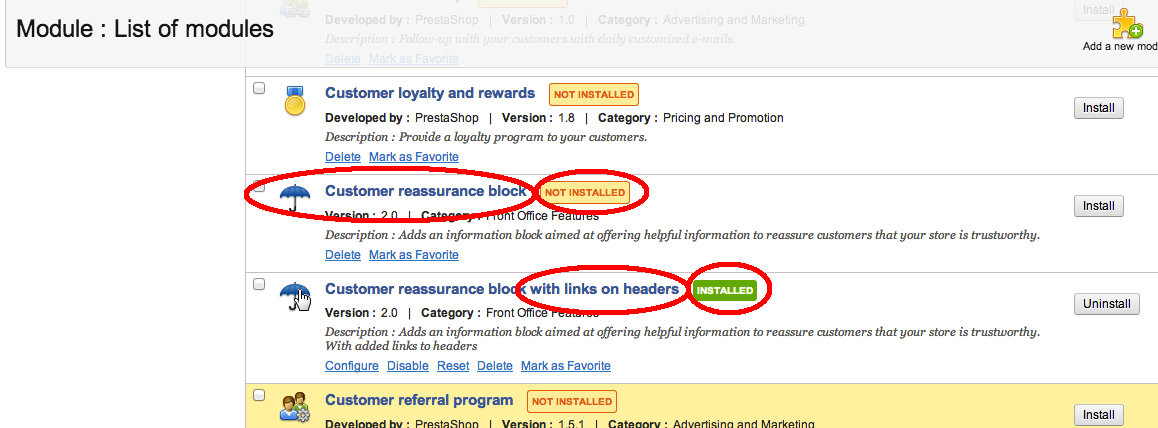 Module : List of modules
Add a new mod
Developed by : PrestaShop | Version : 1.0 | Category : Advertising and Marketing
Install
Description : Follow-up with your customers with daily customized e-mails.
Delete Mark as Favorite
Customer loyalty and rewards NOT INSTALLED
Developed by : PrestaShop | Version : 1.8 | Category : Pricing and Promotion
Install
Description : Provide a loyalty program to your customers.
Delete Mark as Favorite
Customer reassurance block NOT INSTALLED
Version : 2.0 | Category : Front Office Features
Install
Description : Adds an information block aimed at offering helpful information to reassure customers that your store is trustworthy.
Delete Mark as Favorite
Customer reassurance block with links on headers INSTALLED
Version : 2.0 | Category : Front Office Features
Uninstall
Description : Adds an information block aimed at offering helpful information to reassure customers that your store is trustworthy.
With added links to headers
Configure Disable Reset Delete Mark as Favorite
Customer referral program NOT INSTALLED
Install
Developed by : PrestaShop | Version : 1.5.1 | Category : Advertising and Marketing